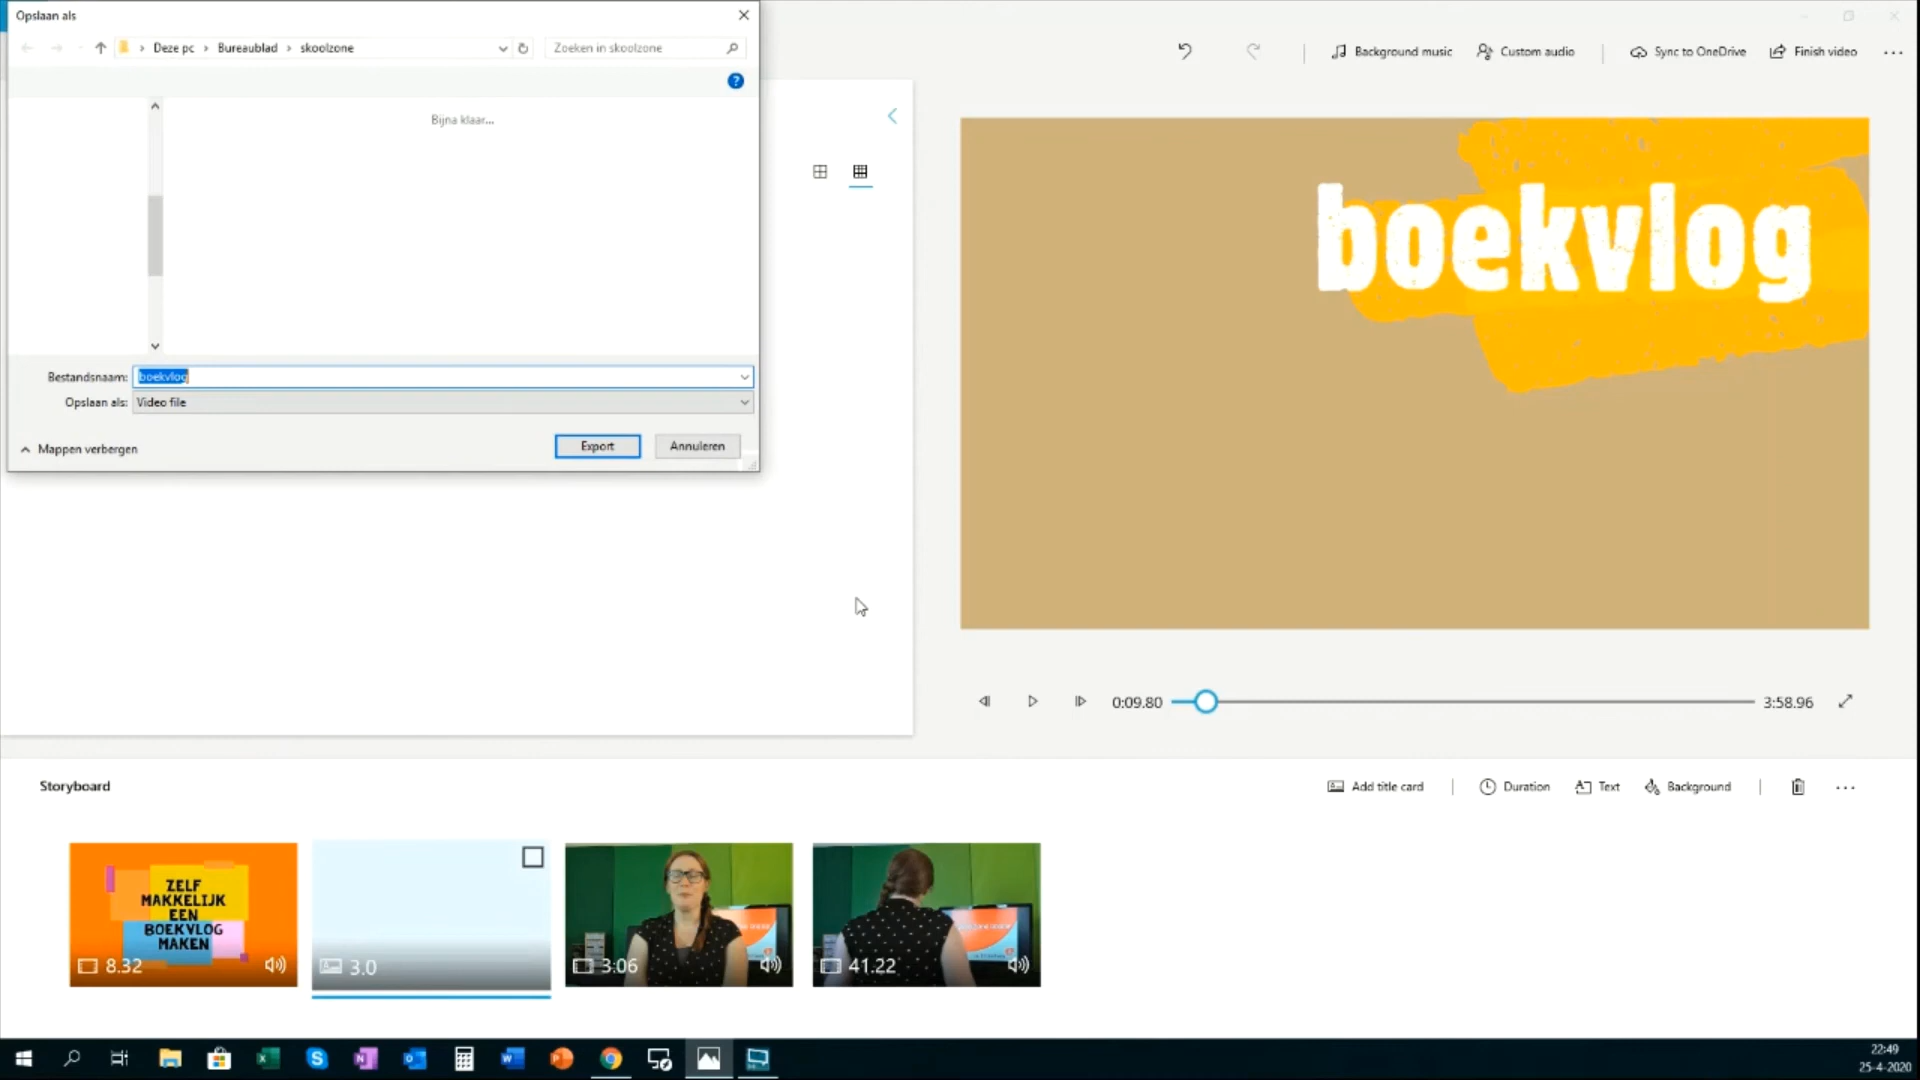 Opslaan als
Deze pc › Bureaublad › skoolzone
Zoeken in skoolzone
Bijna klaar...
Bestandsnaam: boekvlog
Opslaan als: Video file
Mappen verbergen
Export
Annuleren
Background music
Custom audio
Sync to OneDrive
Finish video
boekvlog
0:09.80
3:58.96
Storyboard
Add title card
Duration
Text
Background
ZELF
MAKKELIJK
EEN
BOEKVLOG
MAKEN
8.32
3.0
3:06
41.22
22:49
25-4-2020